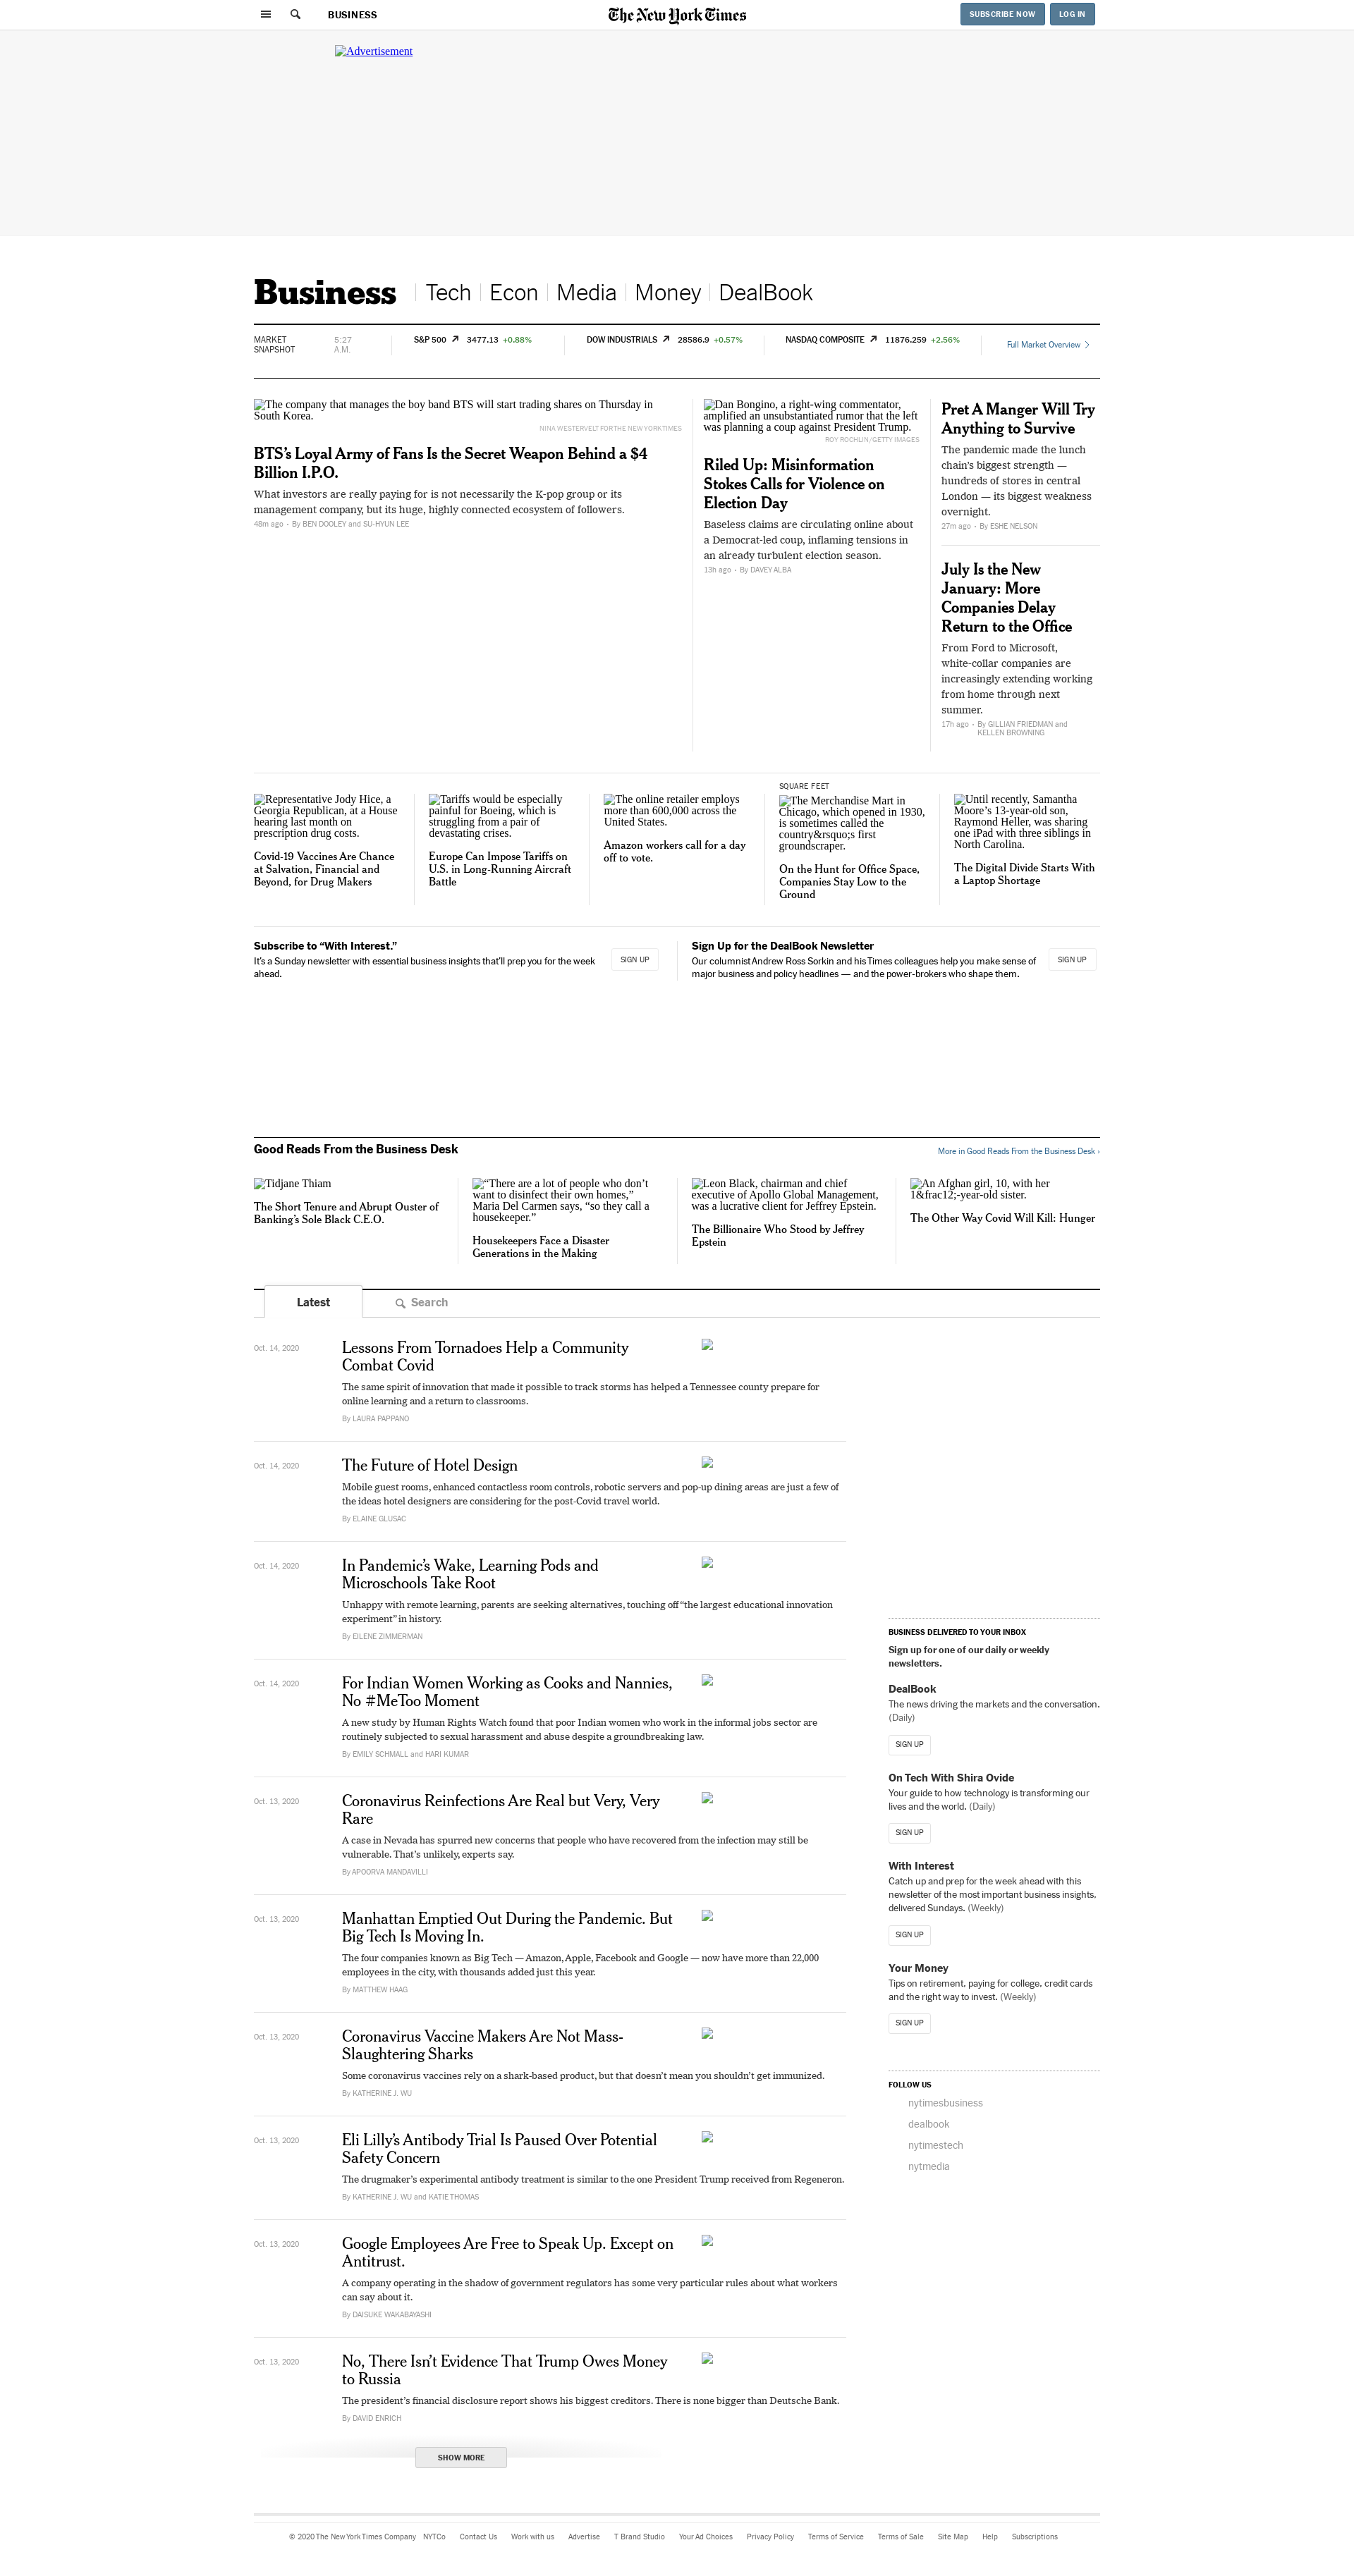 BUSINESS
The New York Times
SUBSCRIBE NOW
LOG IN
Advertisement
Business
Tech
Econ
Media
Money
DealBook
MARKET
SNAPSHOT
5:27
A.M.
S&P 500 3477.13 +0.88%
DOW INDUSTRIALS 28586.9 +0.57%
NASDAQ COMPOSITE 11876.259 +2.56%
Full Market Overview
The company that manages the boy band BTS will start trading shares on Thursday in
South Korea.
NINA WESTERVELT FOR THE NEW YORK TIMES
BTS’s Loyal Army of Fans Is the Secret Weapon Behind a $4
Billion I.P.O.
What investors are really paying for is not necessarily the K-pop group or its
management company, but its huge, highly connected ecosystem of followers.
48m ago • By BEN DOOLEY and SU-HYUN LEE
Dan Bongino, a right-wing commentator,
amplified an unsubstantiated rumor that the left
was planning a coup against President Trump.
ROY ROCHLIN/GETTY IMAGES
Riled Up: Misinformation
Stokes Calls for Violence on
Election Day
Baseless claims are circulating online about
a Democrat-led coup, inflaming tensions in
an already turbulent election season.
13h ago • By DAVEY ALBA
Pret A Manger Will Try
Anything to Survive
The pandemic made the lunch
chain’s biggest strength —
hundreds of stores in central
London — its biggest weakness
overnight.
27m ago • By ESHE NELSON
July Is the New
January: More
Companies Delay
Return to the Office
From Ford to Microsoft,
white-collar companies are
increasingly extending working
from home through next
summer.
17h ago • By GILLIAN FRIEDMAN and
KELLEN BROWNING
Representative Jody Hice, a
Georgia Republican, at a House
hearing last month on
prescription drug costs.
Covid-19 Vaccines Are Chance
at Salvation, Financial and
Beyond, for Drug Makers
Tariffs would be especially
painful for Boeing, which is
struggling from a pair of
devastating crises.
Europe Can Impose Tariffs on
U.S. in Long-Running Aircraft
Battle
The online retailer employs
more than 600,000 across the
United States.
Amazon workers call for a day
off to vote.
SQUARE FEET
The Merchandise Mart in
Chicago, which opened in 1930,
is sometimes called the
country&rsquo;s first
groundscraper.
On the Hunt for Office Space,
Companies Stay Low to the
Ground
Until recently, Samantha
Moore’s 13-year-old son,
Raymond Heller, was sharing
one iPad with three siblings in
North Carolina.
The Digital Divide Starts With
a Laptop Shortage
Subscribe to “With Interest.”
It’s a Sunday newsletter with essential business insights that’ll prep you for the week
ahead.
SIGN UP
Sign Up for the DealBook Newsletter
Our columnist Andrew Ross Sorkin and his Times colleagues help you make sense of
major business and policy headlines — and the power-brokers who shape them.
SIGN UP
Good Reads From the Business Desk
More in Good Reads From the Business Desk ›
Tidjane Thiam
The Short Tenure and Abrupt Ouster of
Banking’s Sole Black C.E.O.
“There are a lot of people who don’t
want to disinfect their own homes,”
Maria Del Carmen says, “so they call a
housekeeper.”
Housekeepers Face a Disaster
Generations in the Making
Leon Black, chairman and chief
executive of Apollo Global Management,
was a lucrative client for Jeffrey Epstein.
The Billionaire Who Stood by Jeffrey
Epstein
An Afghan girl, 10, with her
1&frac12;-year-old sister.
The Other Way Covid Will Kill: Hunger
Latest
Search
Oct. 14, 2020
Lessons From Tornadoes Help a Community
Combat Covid
The same spirit of innovation that made it possible to track storms has helped a Tennessee county prepare for
online learning and a return to classrooms.
By LAURA PAPPANO
Oct. 14, 2020
The Future of Hotel Design
Mobile guest rooms, enhanced contactless room controls, robotic servers and pop-up dining areas are just a few of
the ideas hotel designers are considering for the post-Covid travel world.
By ELAINE GLUSAC
Oct. 14, 2020
In Pandemic’s Wake, Learning Pods and
Microschools Take Root
Unhappy with remote learning, parents are seeking alternatives, touching off “the largest educational innovation
experiment” in history.
By EILENE ZIMMERMAN
Oct. 14, 2020
For Indian Women Working as Cooks and Nannies,
No #MeToo Moment
A new study by Human Rights Watch found that poor Indian women who work in the informal jobs sector are
routinely subjected to sexual harassment and abuse despite a groundbreaking law.
By EMILY SCHMALL and HARI KUMAR
Oct. 13, 2020
Coronavirus Reinfections Are Real but Very, Very
Rare
A case in Nevada has spurred new concerns that people who have recovered from the infection may still be
vulnerable. That’s unlikely, experts say.
By APOORVA MANDAVILLI
Oct. 13, 2020
Manhattan Emptied Out During the Pandemic. But
Big Tech Is Moving In.
The four companies known as Big Tech — Amazon, Apple, Facebook and Google — now have more than 22,000
employees in the city, with thousands added just this year.
By MATTHEW HAAG
Oct. 13, 2020
Coronavirus Vaccine Makers Are Not Mass-
Slaughtering Sharks
Some coronavirus vaccines rely on a shark-based product, but that doesn’t mean you shouldn’t get immunized.
By KATHERINE J. WU
Oct. 13, 2020
Eli Lilly’s Antibody Trial Is Paused Over Potential
Safety Concern
The drugmaker’s experimental antibody treatment is similar to the one President Trump received from Regeneron.
By KATHERINE J. WU and KATIE THOMAS
Oct. 13, 2020
Google Employees Are Free to Speak Up. Except on
Antitrust.
A company operating in the shadow of government regulators has some very particular rules about what workers
can say about it.
By DAISUKE WAKABAYASHI
Oct. 13, 2020
No, There Isn’t Evidence That Trump Owes Money
to Russia
The president’s financial disclosure report shows his biggest creditors. There is none bigger than Deutsche Bank.
By DAVID ENRICH
SHOW MORE
BUSINESS DELIVERED TO YOUR INBOX
Sign up for one of our daily or weekly
newsletters.
DealBook
The news driving the markets and the conversation.
(Daily)
SIGN UP
On Tech With Shira Ovide
Your guide to how technology is transforming our
lives and the world. (Daily)
SIGN UP
With Interest
Catch up and prep for the week ahead with this
newsletter of the most important business insights,
delivered Sundays. (Weekly)
SIGN UP
Your Money
Tips on retirement, paying for college, credit cards
and the right way to invest. (Weekly)
SIGN UP
FOLLOW US
nytimesbusiness
dealbook
nytimestech
nytmedia
© 2020 The New York Times Company NYTCo Contact Us Work with us Advertise T Brand Studio Your Ad Choices Privacy Policy Terms of Service Terms of Sale Site Map Help Subscriptions